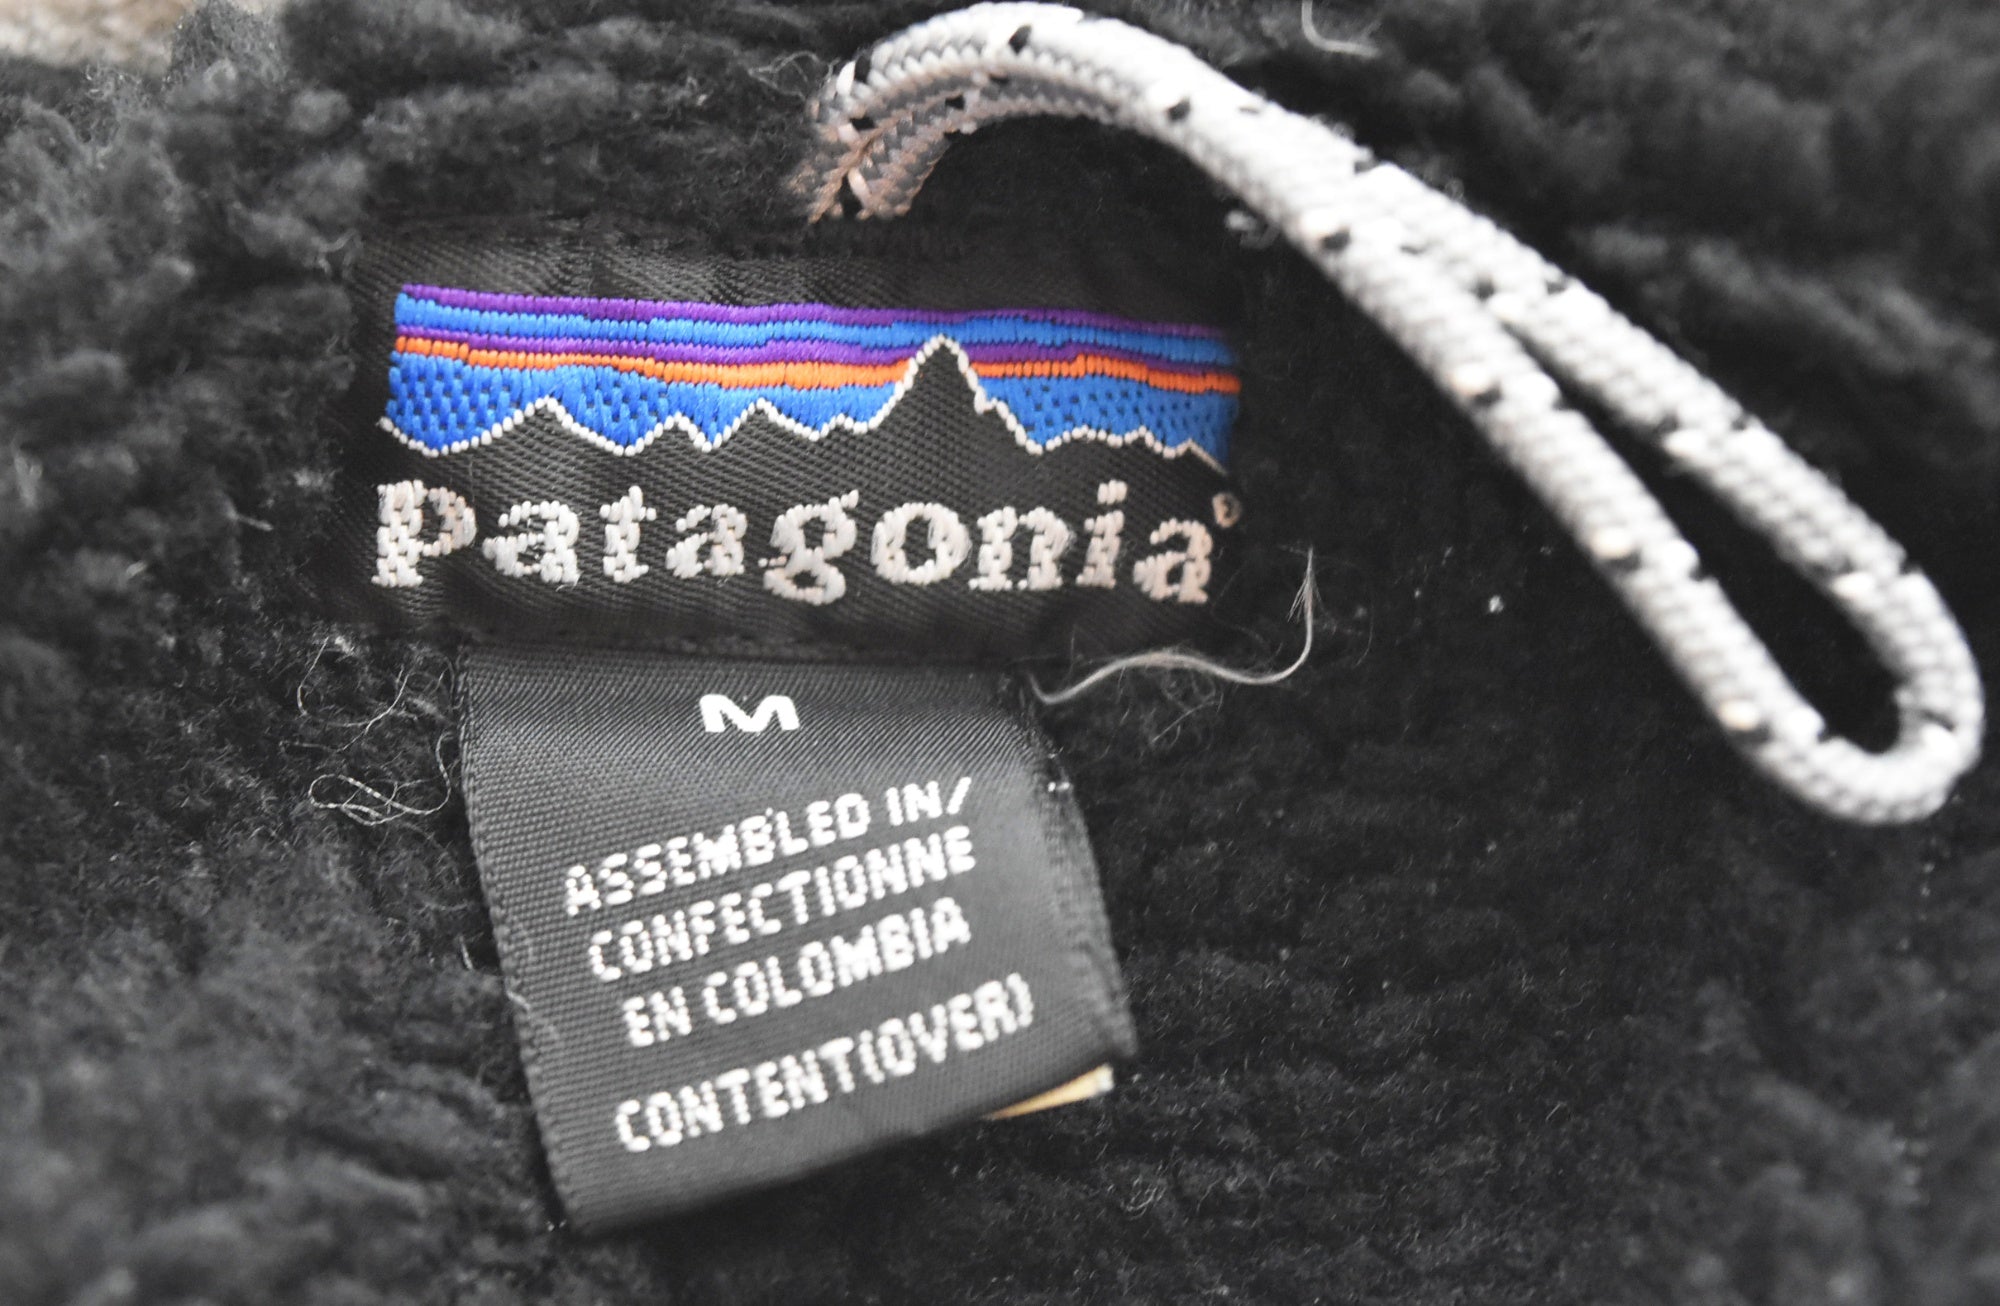 patagonia®
M
ASSEMBLED IN/
CONFECTIONNE
EN COLOMBIA
CONTENT(OVER)